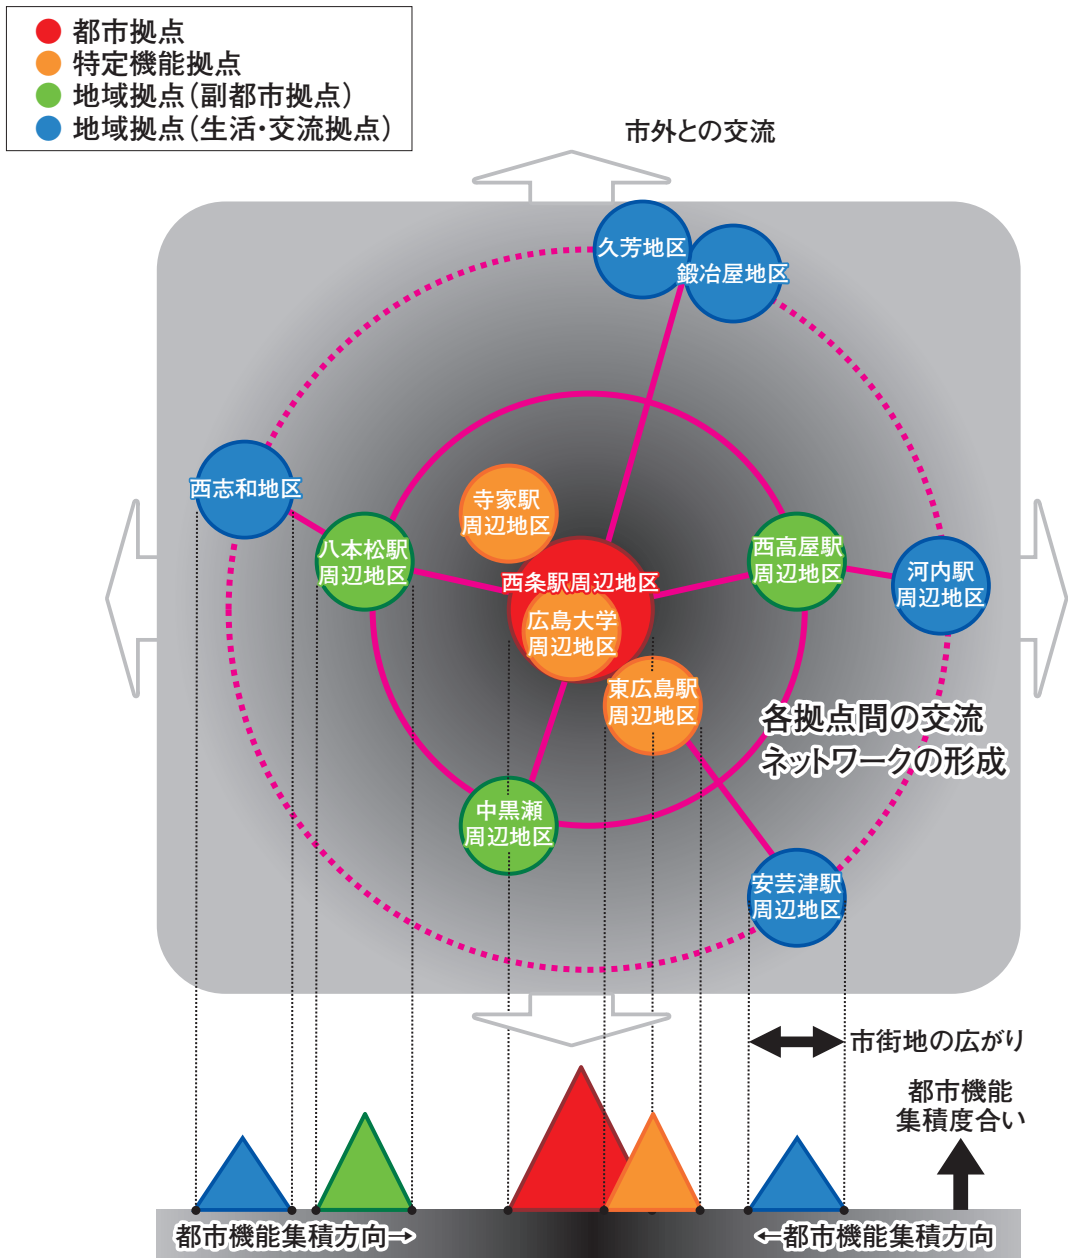 都市拠点
特定機能拠点
地域拠点（副都市拠点）
地域拠点（生活・交流拠点）
市外との交流
久芳地区
鍛冶屋地区
西志和地区
寺家駅
周辺地区
八本松駅
周辺地区
西条駅周辺地区
広島大学
周辺地区
西高屋駅
周辺地区
河内駅
周辺地区
東広島駅
周辺地区
各拠点間の交流
ネットワークの形成
中黒瀬
周辺地区
安芸津駅
周辺地区
市街地の広がり
都市機能
集積度合い
都市機能集積方向→
←都市機能集積方向